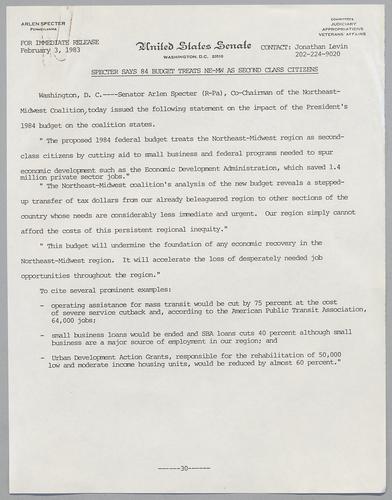 ARLEN SPECTER
PENNSYLVANIA
COMMITTEES
JUDICIARY
APPROPRIATIONS
VETERANS AFFAIRS
United States Senate
WASHINGTON, D.C. 20510
FOR IMMEDIATE RELEASE
February 3, 1983
CONTACT: Jonathan Levin
202-224-9020
SPECTER SAYS 84 BUDGET TREATS NE-MW AS SECOND CLASS CITIZENS
Washington, D. C.----Senator Arlen Specter (R-Pa), Co-Chairman of the Northeast-
Midwest Coalition,today issued the following statement on the impact of the President's
1984 budget on the coalition states.
" The proposed 1984 federal budget treats the Northeast-Midwest region as second-
class citizens by cutting aid to small business and federal programs needed to spur
economic development such as the Economic Development Administration, which saved 1.4
million private sector jobs."
" The Northeast-Midwest coalition's analysis of the new budget reveals a stepped-
up transfer of tax dollars from our already beleaguered region to other sections of the
country whose needs are considerably less immediate and urgent. Our region simply cannot
afford the costs of this persistent regional inequity."
" This budget will undermine the foundation of any economic recovery in the
Northeast-Midwest region. It will accelerate the loss of desperately needed job
opportunities throughout the region."
To cite several prominent examples:
- operating assistance for mass transit would be cut by 75 percent at the cost
of severe service cutback and, according to the American Public Transit Association,
64,000 jobs;
- small business loans would be ended and SBA loans cuts 40 percent although small
business are a major source of employment in our region; and
- Urban Development Action Grants, responsible for the rehabilitation of 50,000
low and moderate income housing units, would be reduced by almost 60 percent."
------30---